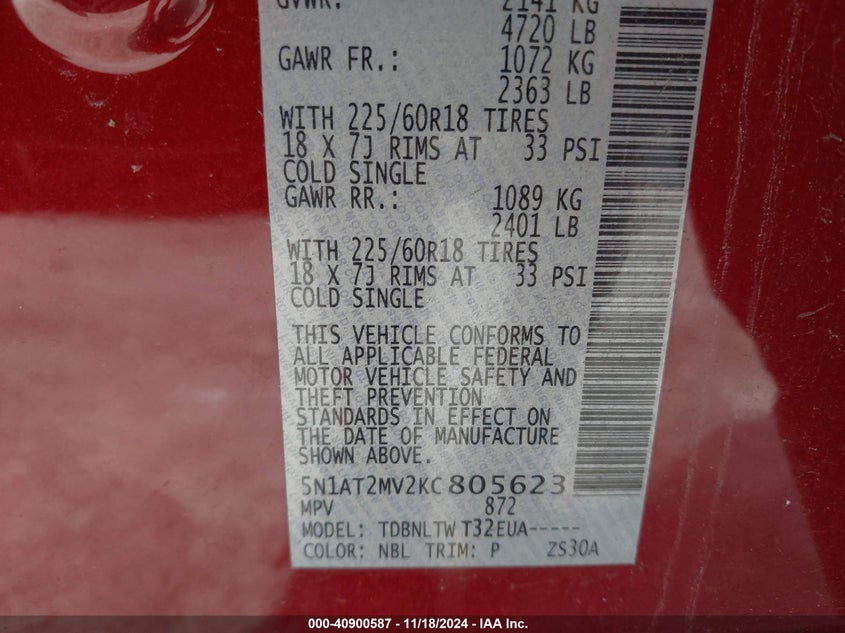 GVWR: 2141 KG
4720 LB
GAWR FR.: 1072 KG
2363 LB
WITH 225/60R18 TIRES
18 X 7J RIMS AT 33 PSI
COLD SINGLE
GAWR RR.: 1089 KG
2401 LB
WITH 225/60R18 TIRES
18 X 7J RIMS AT 33 PSI
COLD SINGLE
THIS VEHICLE CONFORMS TO
ALL APPLICABLE FEDERAL
MOTOR VEHICLE SAFETY AND
THEFT PREVENTION
STANDARDS IN EFFECT ON
THE DATE OF MANUFACTURE
SHOWN ABOVE.
5N1AT2MV2KC805623
MPV 872
MODEL: TDBNLTW T32EUA-----
COLOR: NBL TRIM: P ZS30A
000-40900587 - 11/18/2024 - IAA Inc.